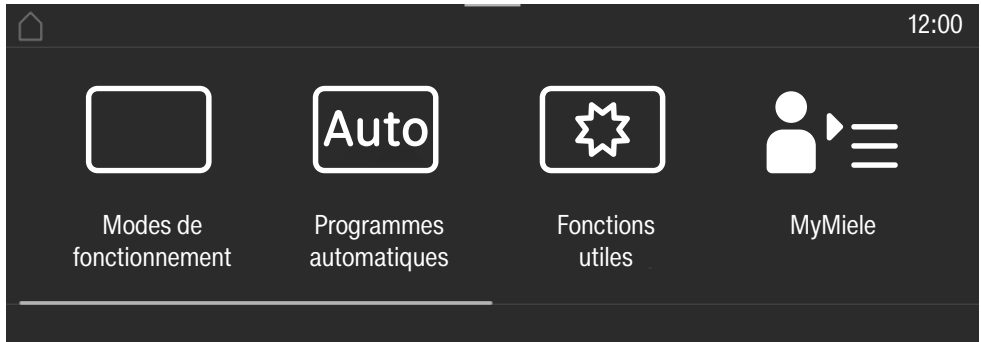 12:00
Auto
Modes de
fonctionnement
Programmes
automatiques
Fonctions
utiles
MyMiele